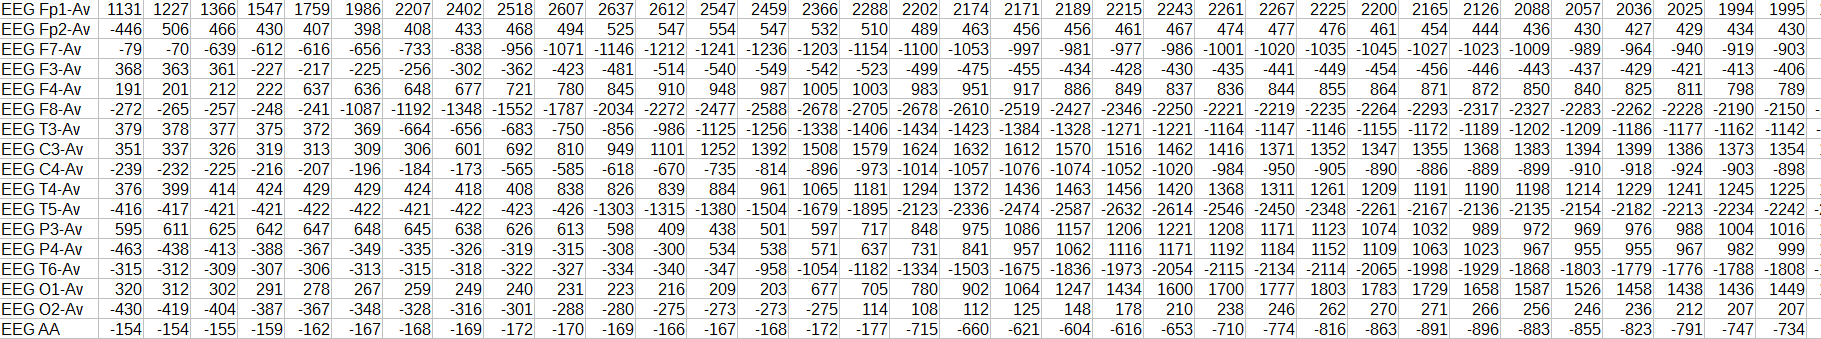 EEG Fp1-Av 1131 1227 1366 1547 1759 1986 2207 2402 2518 2607 2637 2612 2547 2459 2366 2288 2202 2174 2171 2189 2215 2243 2261 2267 2225 2200 2165 2126 2088 2057 2036 2025 1994 1995
EEG Fp2-Av -446 506 466 430 407 398 408 433 468 494 525 547 554 547 532 510 489 463 456 456 461 467 474 477 476 461 454 444 436 430 427 429 434 430
EEG F7-Av -79 -70 -639 -612 -616 -656 -733 -838 -956 -1071 -1146 -1212 -1241 -1236 -1203 -1154 -1100 -1053 -997 -981 -977 -986 -1001 -1020 -1035 -1045 -1027 -1023 -1009 -989 -964 -940 -919 -903
EEG F3-Av 368 363 361 -227 -217 -225 -256 -302 -362 -423 -481 -514 -540 -549 -542 -523 -499 -475 -455 -434 -428 -430 -435 -441 -449 -454 -456 -446 -443 -437 -429 -421 -413 -406
EEG F4-Av 191 201 212 222 637 636 648 677 721 780 845 910 948 987 1005 1003 983 951 917 886 849 837 836 844 855 864 871 872 850 840 825 811 798 789
EEG F8-Av -272 -265 -257 -248 -241 -1087 -1192 -1348 -1552 -1787 -2034 -2272 -2477 -2588 -2678 -2705 -2678 -2610 -2519 -2427 -2346 -2250 -2221 -2219 -2235 -2264 -2293 -2317 -2327 -2283 -2262 -2228 -2190 -2150 -
EEG T3-Av 379 378 377 375 372 369 -664 -656 -683 -750 -856 -986 -1125 -1256 -1338 -1406 -1434 -1423 -1384 -1328 -1271 -1221 -1164 -1147 -1146 -1155 -1172 -1189 -1202 -1209 -1186 -1177 -1162 -1142 -
EEG C3-Av 351 337 326 319 313 309 306 601 692 810 949 1101 1252 1392 1508 1579 1624 1632 1612 1570 1516 1462 1416 1371 1352 1347 1355 1368 1383 1394 1399 1386 1373 1354
EEG C4-Av -239 -232 -225 -216 -207 -196 -184 -173 -565 -585 -618 -670 -735 -814 -896 -973 -1014 -1057 -1076 -1074 -1052 -1020 -984 -950 -905 -890 -886 -889 -899 -910 -918 -924 -903 -898
EEG T4-Av 376 399 414 424 429 429 424 424 418 408 838 826 839 884 961 1065 1181 1294 1372 1436 1463 1456 1420 1368 1311 1261 1209 1191 1190 1198 1214 1229 1241 1245 1225
EEG T5-Av -416 -417 -421 -421 -422 -422 -421 -422 -423 -426 -1303 -1315 -1380 -1504 -1679 -1895 -2123 -2336 -2474 -2587 -2632 -2614 -2546 -2450 -2348 -2261 -2167 -2136 -2135 -2154 -2182 -2213 -2234 -2242
EEG P3-Av 595 611 625 642 647 648 645 638 626 613 598 409 438 501 597 717 848 975 1086 1157 1206 1221 1208 1171 1123 1074 1032 989 972 969 976 988 1004 1016
EEG P4-Av -463 -438 -413 -388 -367 -349 -335 -326 -319 -315 -308 -300 534 538 571 637 731 841 957 1062 1116 1171 1192 1184 1152 1109 1063 1023 967 955 955 967 982 999
EEG T6-Av -315 -312 -309 -307 -306 -313 -315 -318 -322 -327 -334 -340 -347 -958 -1054 -1182 -1334 -1503 -1675 -1836 -1973 -2054 -2115 -2134 -2114 -2065 -1998 -1929 -1868 -1803 -1779 -1776 -1788 -1808 -
EEG O1-Av 320 312 302 291 278 267 259 249 240 231 223 216 209 203 677 705 780 902 1064 1247 1434 1600 1700 1777 1803 1783 1729 1658 1587 1526 1458 1438 1436 1449
EEG O2-Av -430 -419 -404 -387 -367 -348 -328 -316 -301 -288 -280 -275 -273 -273 -275 114 108 112 125 148 178 210 238 246 262 270 271 266 256 246 236 212 207 207
EEG AA -154 -154 -155 -159 -162 -167 -168 -169 -172 -170 -169 -166 -167 -168 -172 -177 -715 -660 -621 -604 -616 -653 -710 -774 -816 -863 -891 -896 -883 -855 -823 -791 -747 -734